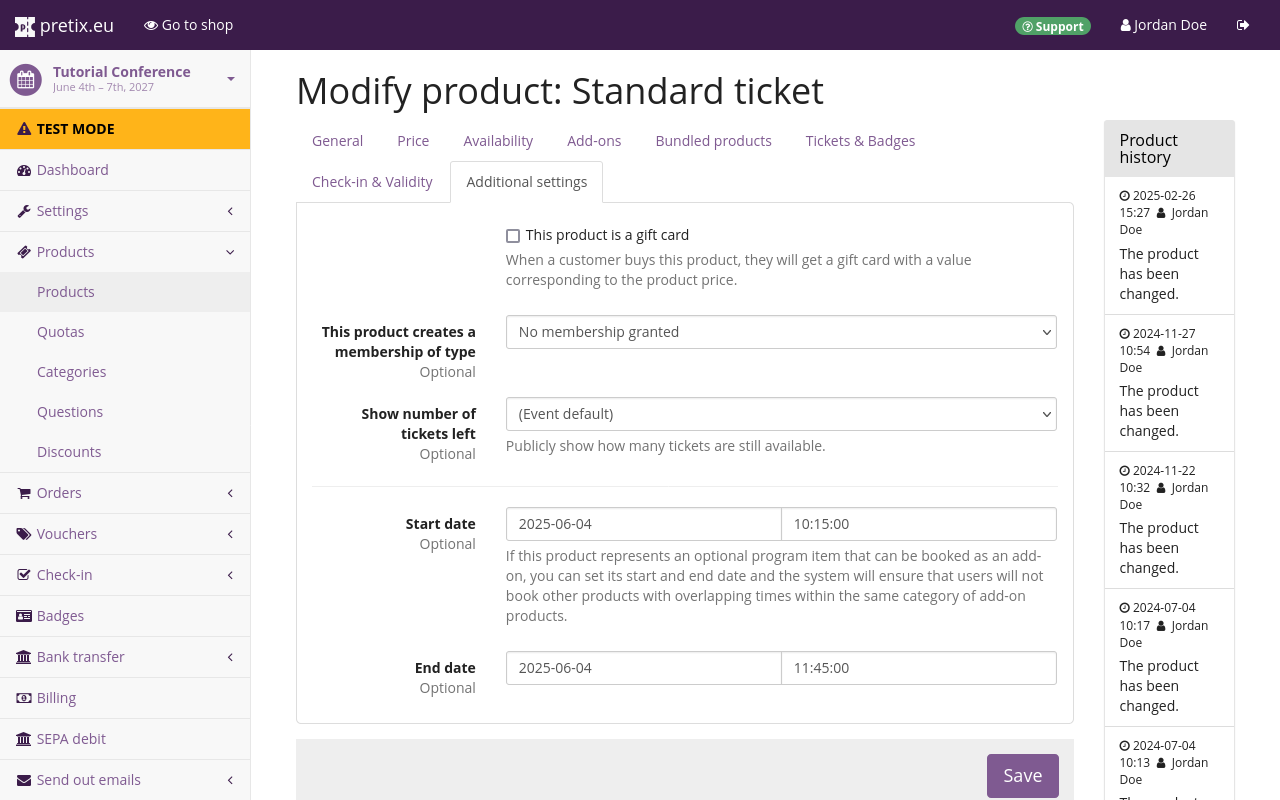 pretix.eu
Go to shop
Support
Jordan Doe
Tutorial Conference
June 4th – 7th, 2027
TEST MODE
Dashboard
Settings
Products
Products
Quotas
Categories
Questions
Discounts
Orders
Vouchers
Check-in
Badges
Bank transfer
Billing
SEPA debit
Send out emails
Modify product: Standard ticket
General
Price
Availability
Add-ons
Bundled products
Tickets & Badges
Check-in & Validity
Additional settings
This product is a gift card
When a customer buys this product, they will get a gift card with a value
corresponding to the product price.
This product creates a
membership of type
Optional
No membership granted
Show number of
tickets left
Optional
(Event default)
Publicly show how many tickets are still available.
Start date
Optional
2025-06-04
10:15:00
If this product represents an optional program item that can be booked as an add-
on, you can set its start and end date and the system will ensure that users will not
book other products with overlapping times within the same category of add-on
products.
End date
Optional
2025-06-04
11:45:00
Save
Product
history
2025-02-26
15:27 Jordan
Doe
The product
has been
changed.
2024-11-27
10:54 Jordan
Doe
The product
has been
changed.
2024-11-22
10:32 Jordan
Doe
The product
has been
changed.
2024-07-04
10:17 Jordan
Doe
The product
has been
changed.
2024-07-04
10:13 Jordan
Doe